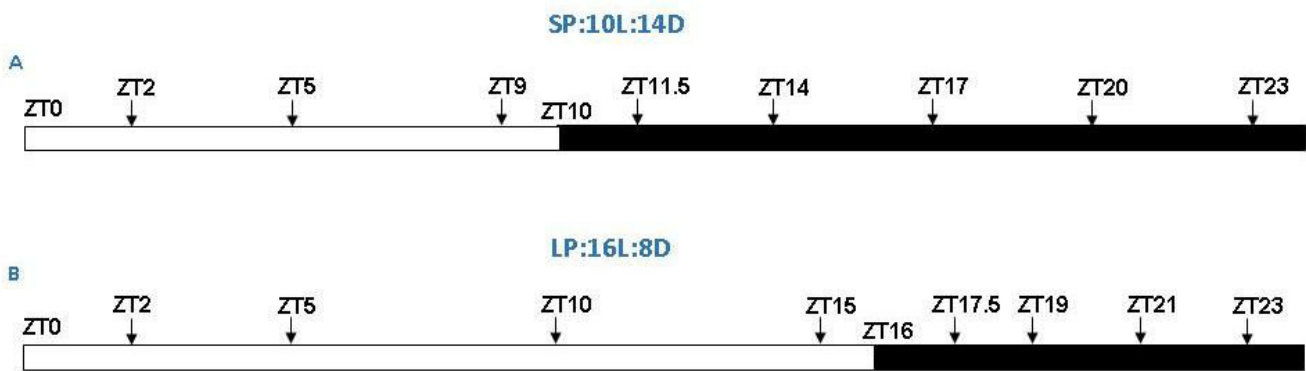 SP:10L:14D
A
ZT0 ZT2 ZT5 ZT9 ZT10 ZT11.5 ZT14 ZT17 ZT20 ZT23
LP:16L:8D
B
ZT0 ZT2 ZT5 ZT10 ZT15 ZT16 ZT17.5 ZT19 ZT21 ZT23